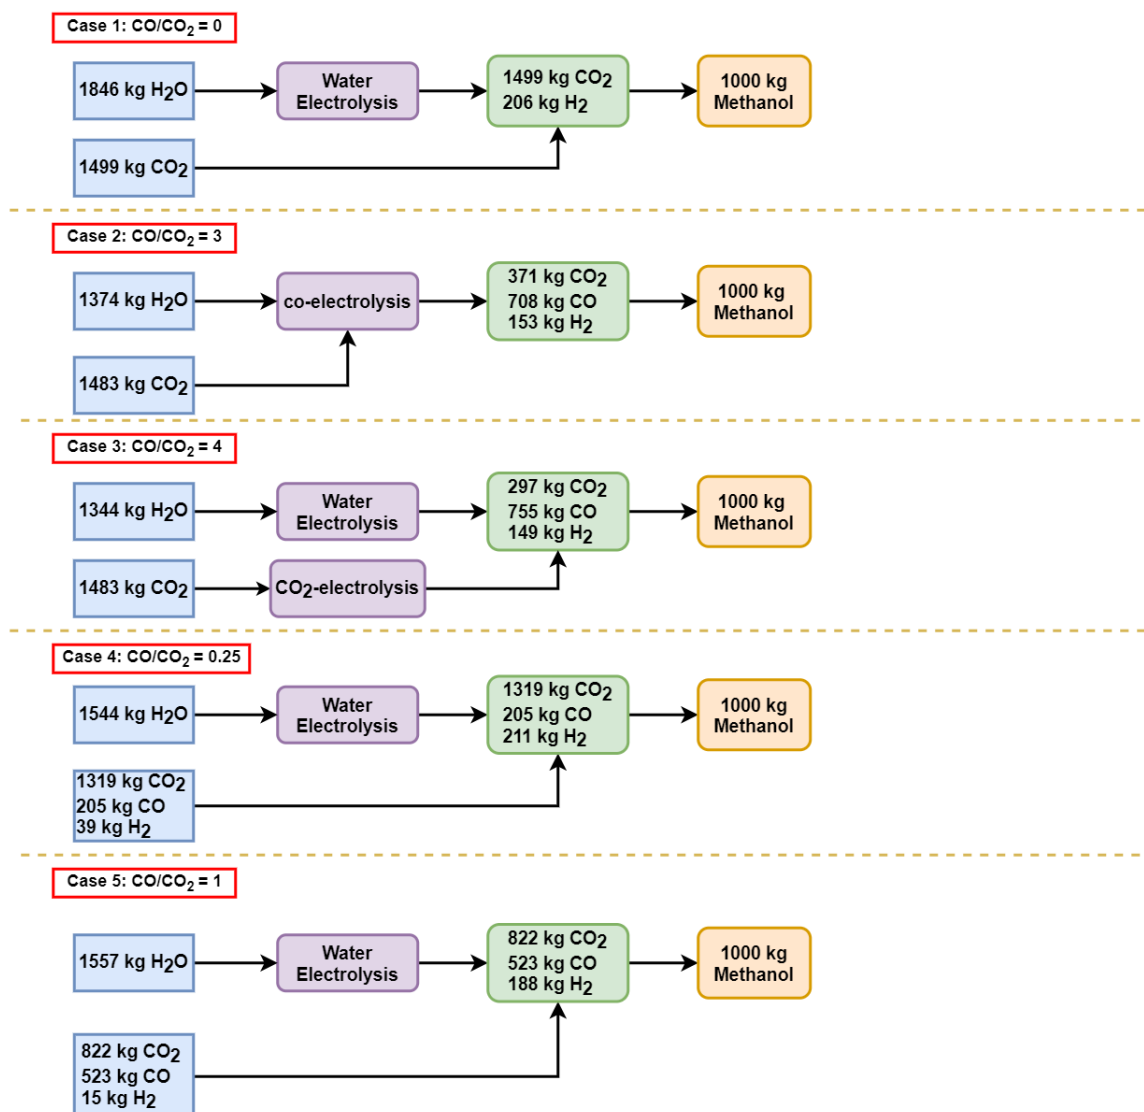 Case 1: CO/CO₂ = 0
1846 kg H₂O
Water
Electrolysis
1499 kg CO₂
206 kg H₂
1000 kg
Methanol
1499 kg CO₂
Case 2: CO/CO₂ = 3
1374 kg H₂O
co-electrolysis
371 kg CO₂
708 kg CO
153 kg H₂
1000 kg
Methanol
1483 kg CO₂
Case 3: CO/CO₂ = 4
1344 kg H₂O
Water
Electrolysis
297 kg CO₂
755 kg CO
149 kg H₂
1000 kg
Methanol
1483 kg CO₂
CO₂-electrolysis
Case 4: CO/CO₂ = 0.25
1544 kg H₂O
Water
Electrolysis
1319 kg CO₂
205 kg CO
211 kg H₂
1000 kg
Methanol
1319 kg CO₂
205 kg CO
39 kg H₂
Case 5: CO/CO₂ = 1
1557 kg H₂O
Water
Electrolysis
822 kg CO₂
523 kg CO
188 kg H₂
1000 kg
Methanol
822 kg CO₂
523 kg CO
15 kg H₂